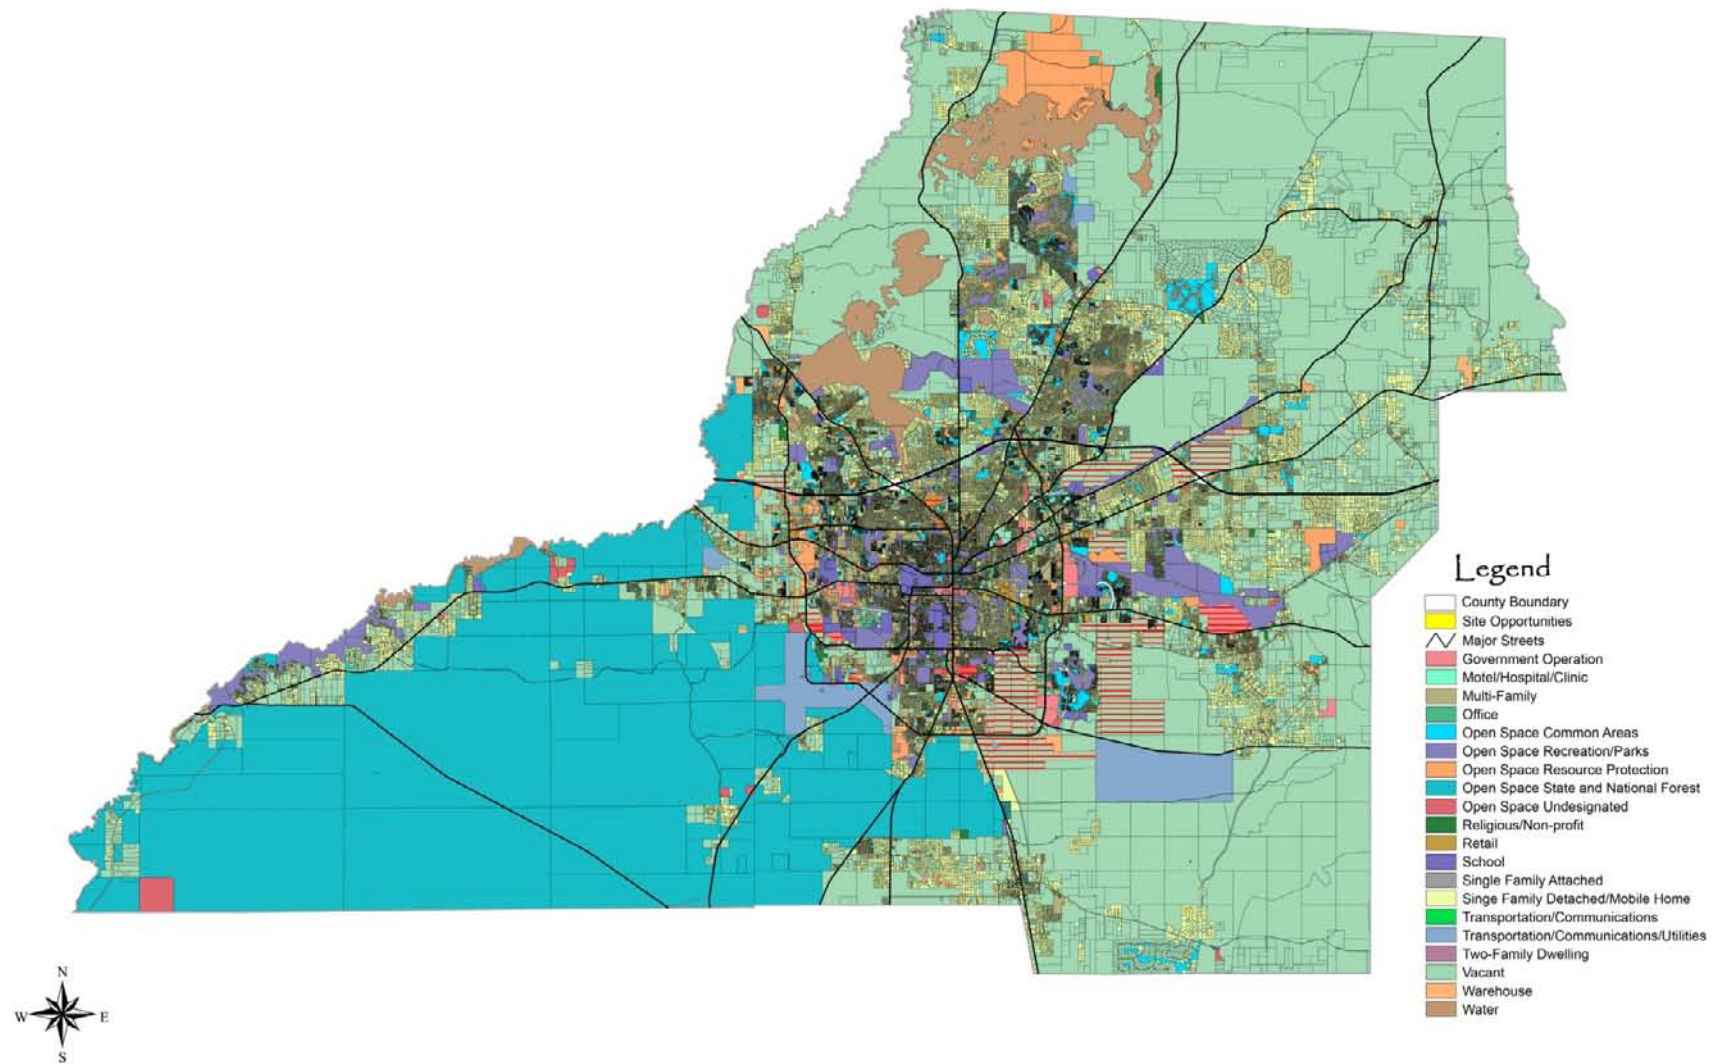 Legend
County Boundary
Site Opportunities
Major Streets
Government Operation
Motel/Hospital/Clinic
Multi-Family
Office
Open Space Common Areas
Open Space Recreation/Parks
Open Space Resource Protection
Open Space State and National Forest
Open Space Undesignated
Religious/Non-profit
Retail
School
Single Family Attached
Singe Family Detached/Mobile Home
Transportation/Communications
Transportation/Communications/Utilities
Two-Family Dwelling
Vacant
Warehouse
Water
N
W E
S